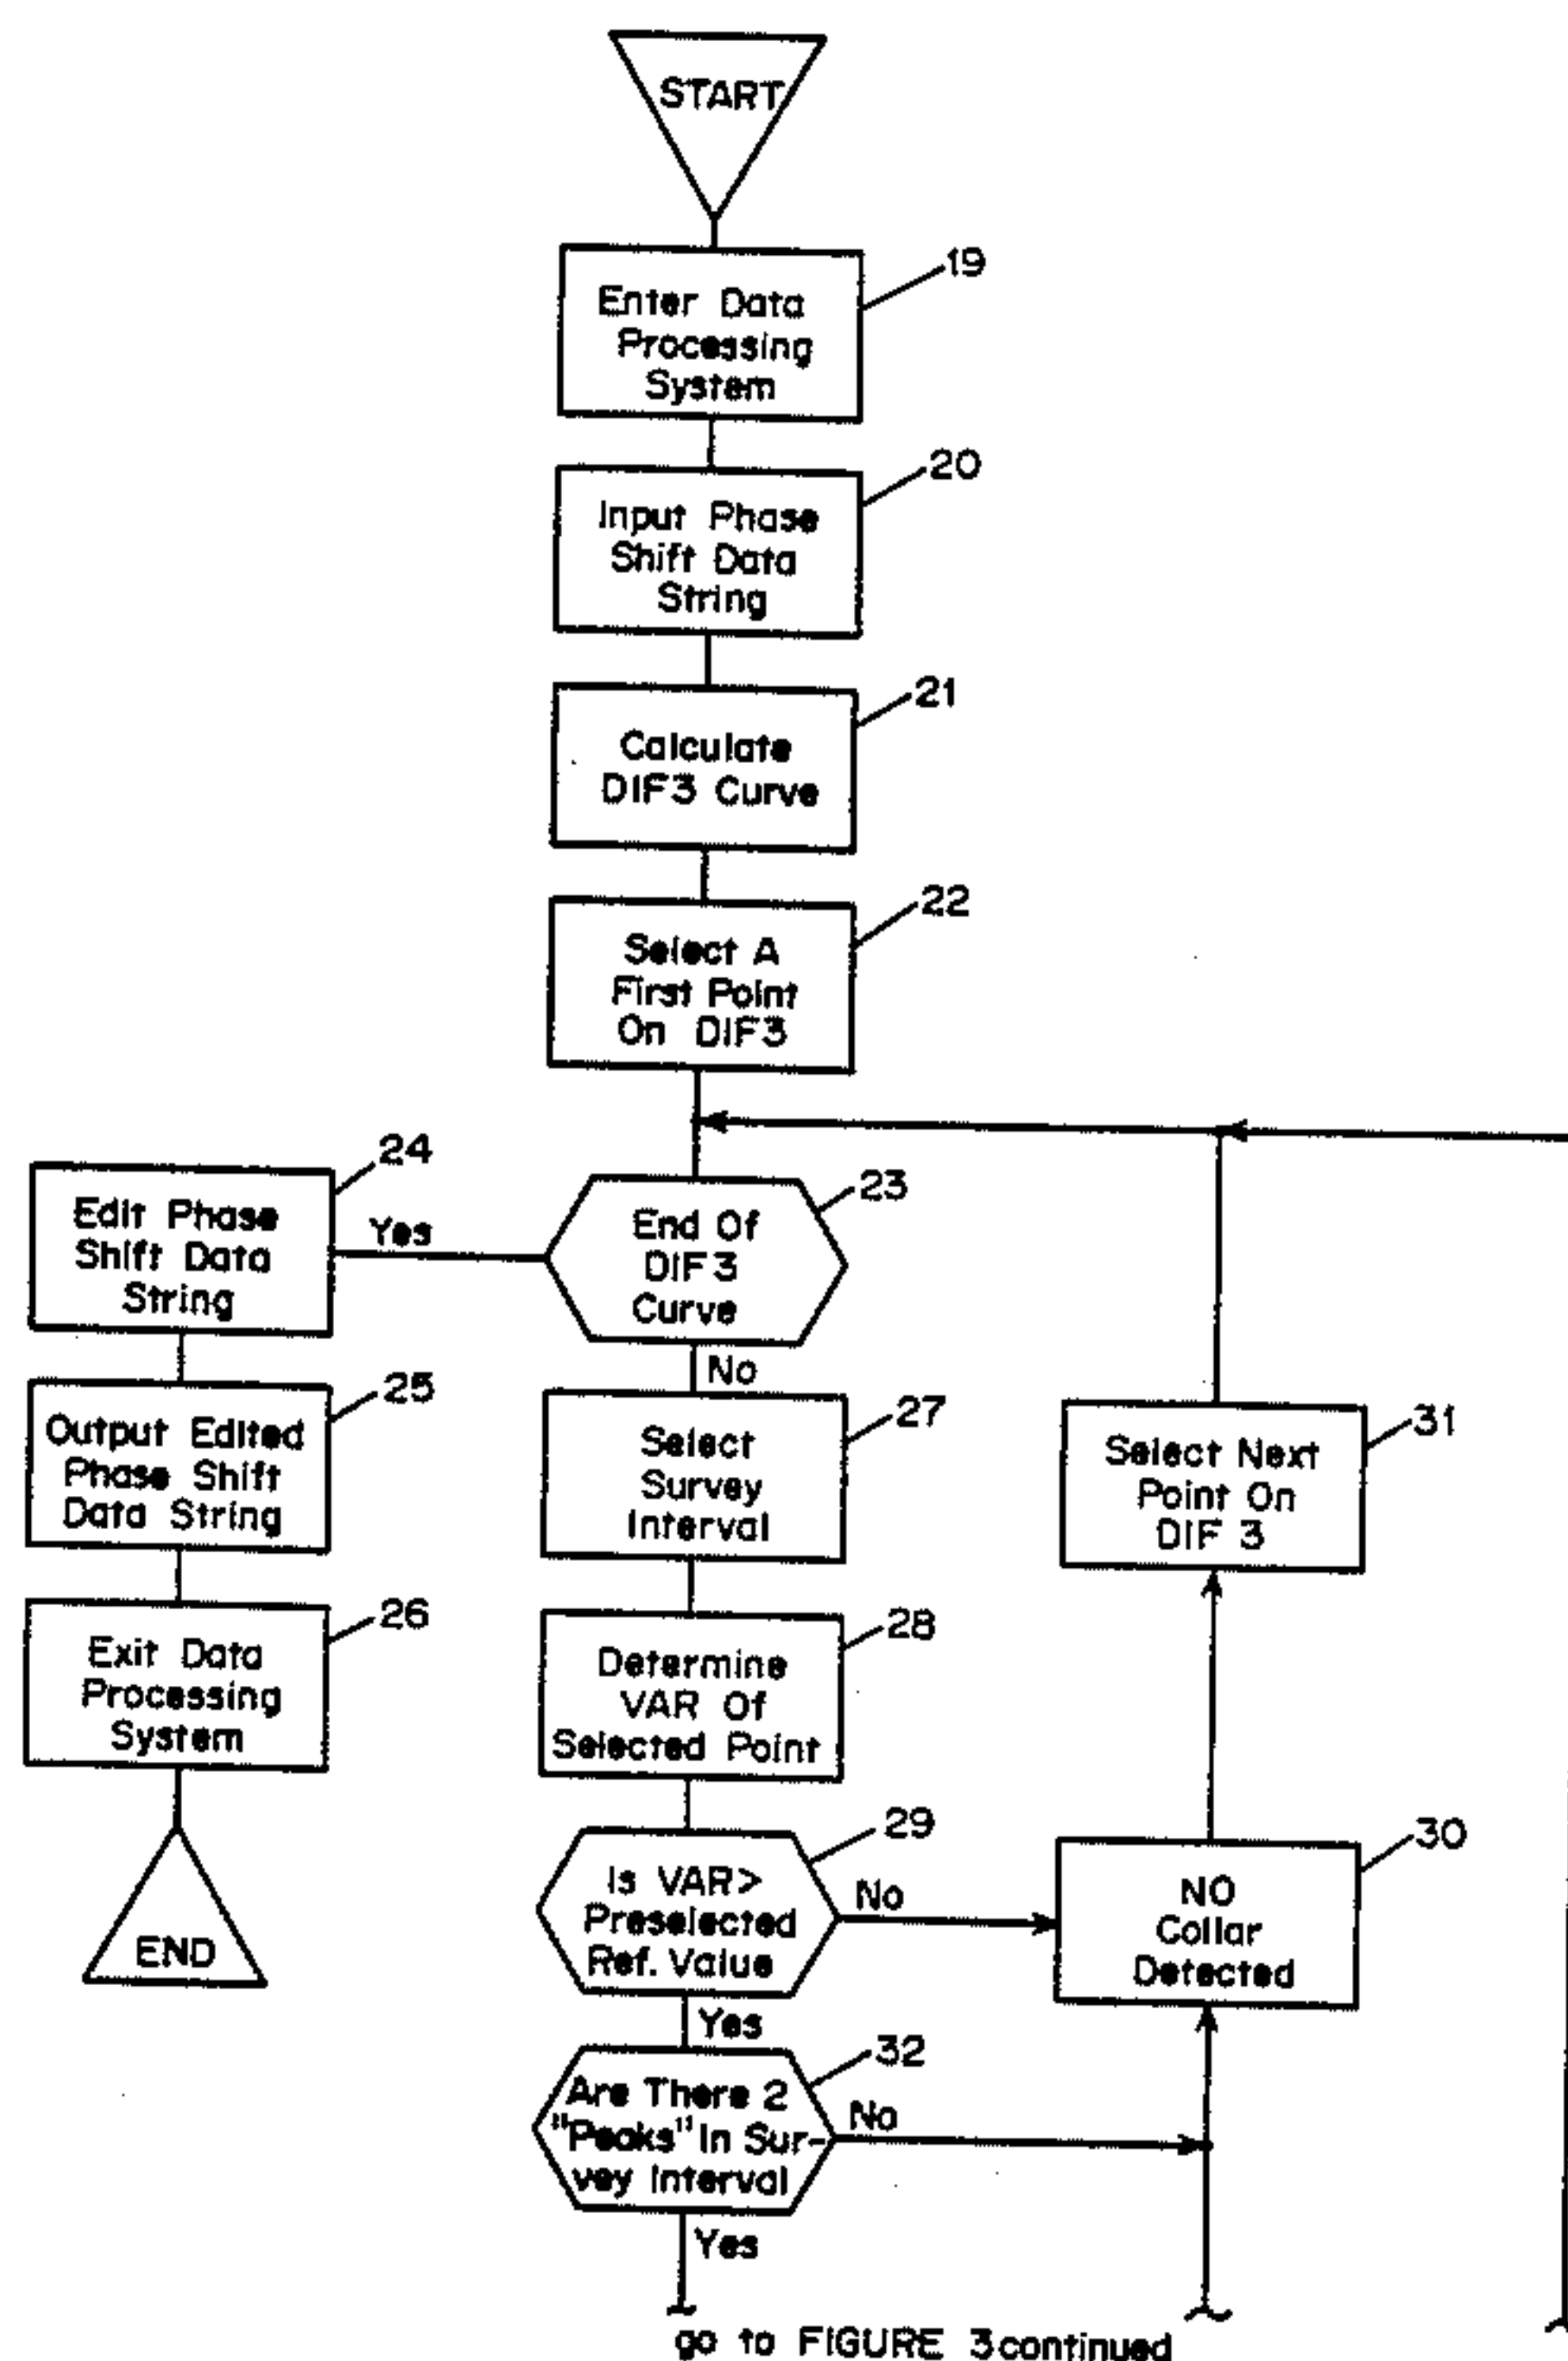 START
19
Enter Data
Processing
System
20
Input Phase
Shift Data
String
21
Calculate
DIF3 Curve
22
Select A
First Point
On DIF3
24
Edit Phase
Shift Data
String
Yes
23
End Of
DIF3
Curve
No
25
Output Edited
Phase Shift
Data String
27
Select
Survey
Interval
31
Select Next
Point On
DIF 3
26
Exit Data
Processing
System
28
Determine
VAR Of
Selected Point
END
29
Is VAR>
Preselected
Ref. Value
No
Yes
30
NO
Collar
Detected
32
Are There 2
"Peaks" In Sur-
vey Interval
No
Yes
go to FIGURE 3continued